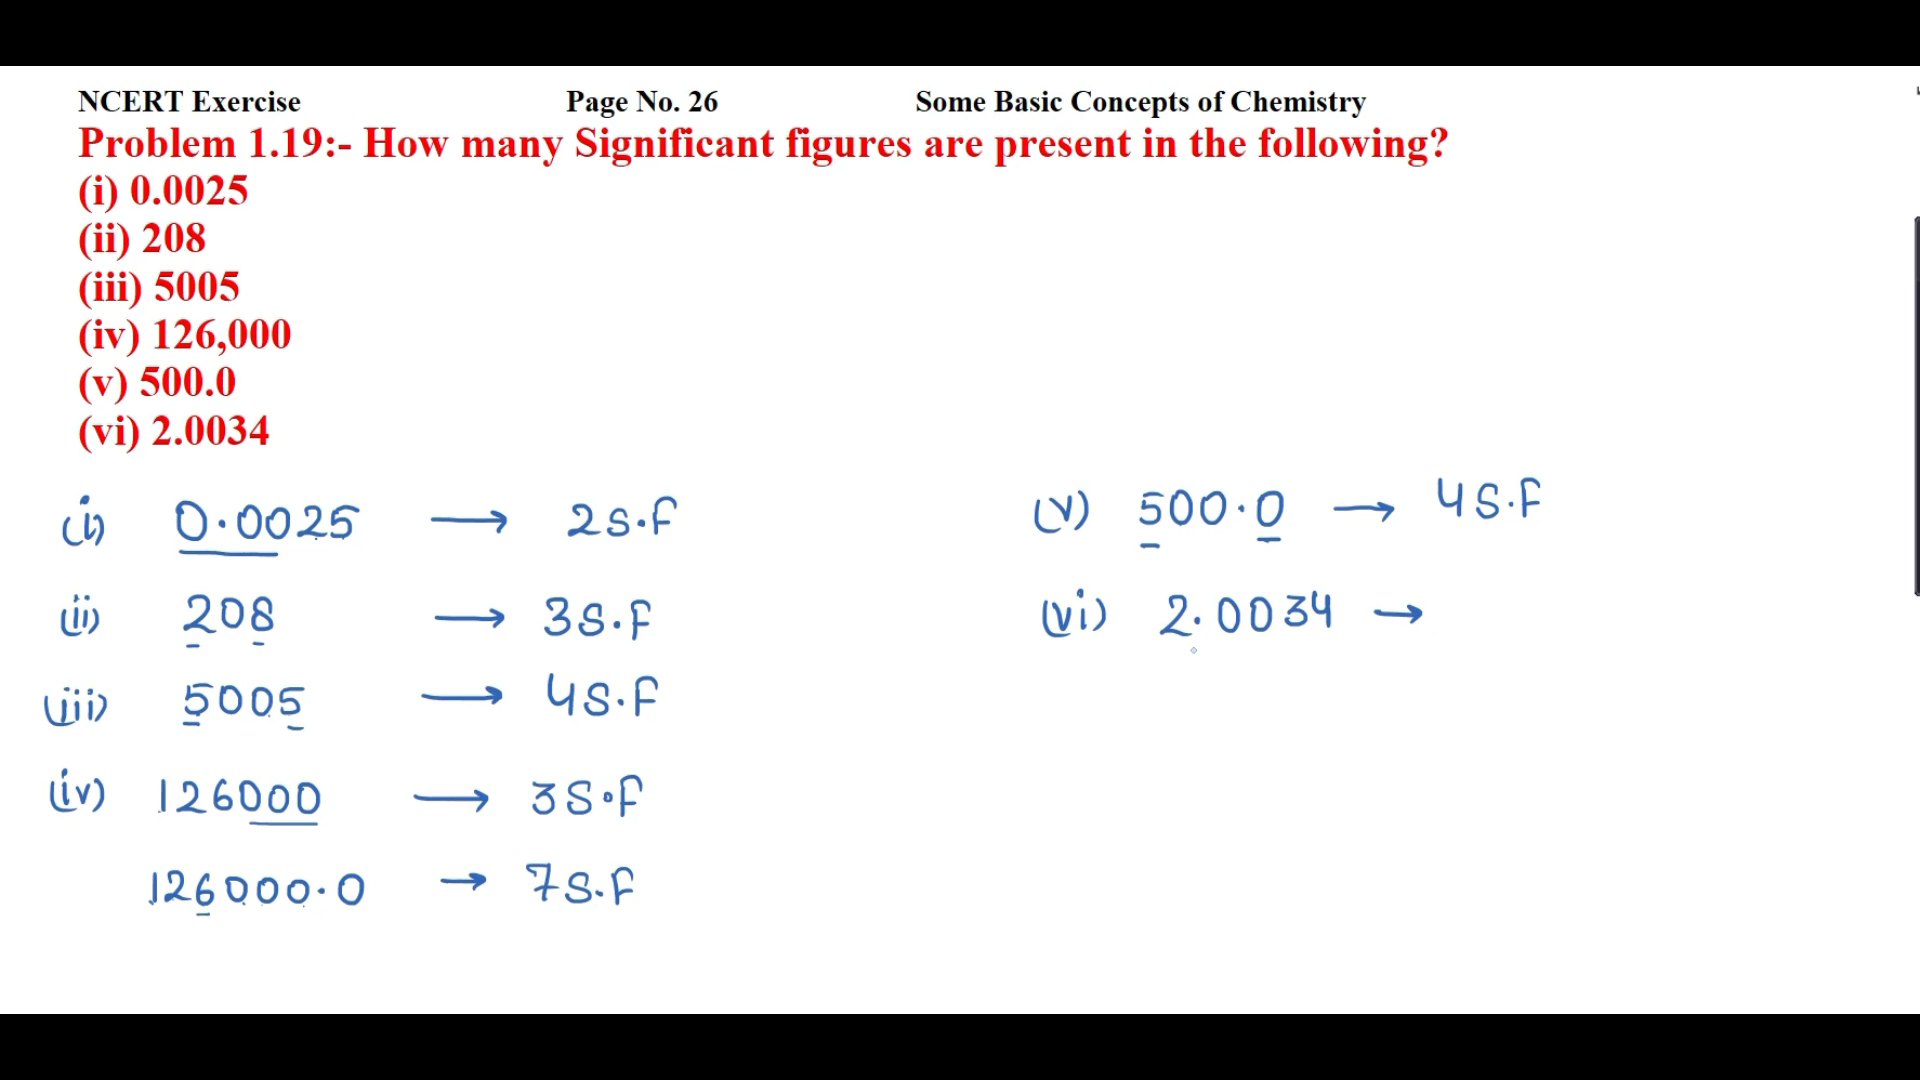 NCERT Exercise Page No. 26 Some Basic Concepts of Chemistry
Problem 1.19:- How many Significant figures are present in the following?
(i) 0.0025
(ii) 208
(iii) 5005
(iv) 126,000
(v) 500.0
(vi) 2.0034
(i) 0.0025 → 2S.F
(ii) 208 → 3S.F
(iii) 5005 → 4S.F
(iv) 126000 → 3S.F
126000.0 → 7S.F
(v) 500.0 → 4S.F
(vi) 2.0034 →